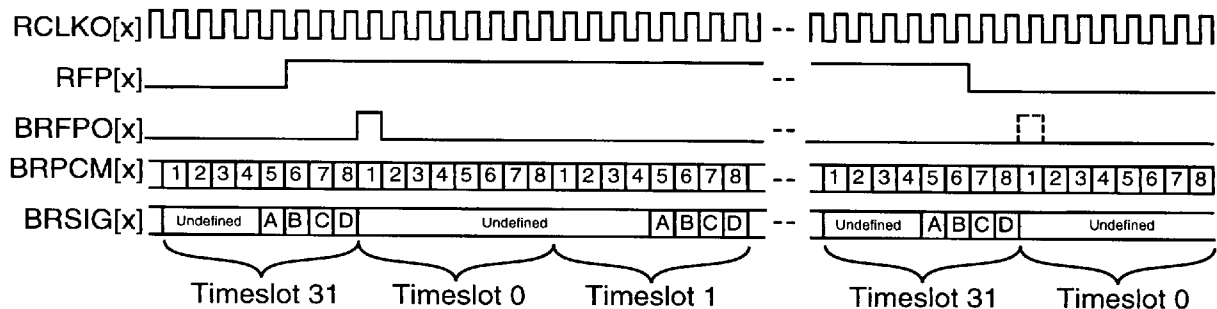 RCLKO[x] -- 
RFP[x] --
BRFPO[x] --
BRPCM[x] 1 2 3 4 5 6 7 8 1 2 3 4 5 6 7 8 1 2 3 4 5 6 7 8 -- 1 2 3 4 5 6 7 8 1 2 3 4 5 6 7 8
BRSIG[x] Undefined A B C D Undefined A B C D -- Undefined A B C D Undefined
Timeslot 31 Timeslot 0 Timeslot 1 Timeslot 31 Timeslot 0